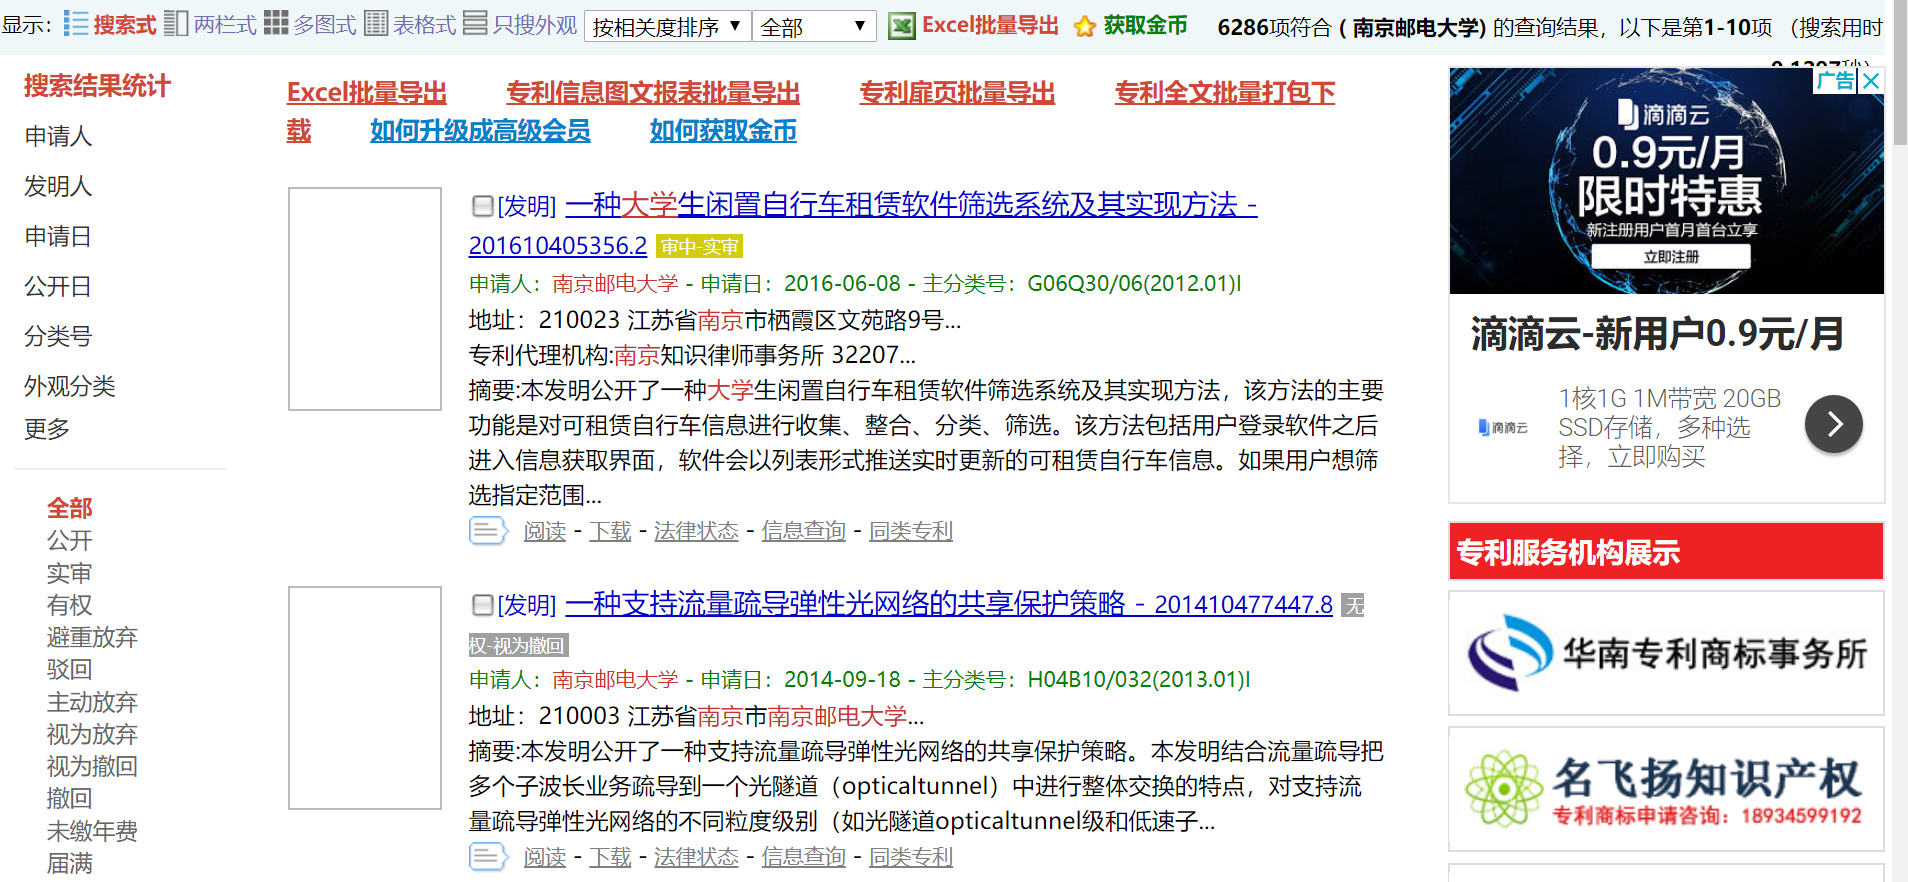 显示： 搜索式 两栏式 多图式 表格式 只搜外观 按相关度排序 全部 Excel批量导出 获取金币 6286项符合 ( 南京邮电大学) 的查询结果，以下是第1-10项 （搜索用时
搜索结果统计
申请人
发明人
申请日
公开日
分类号
外观分类
更多
全部
公开
实审
有权
避重放弃
驳回
主动放弃
视为放弃
视为撤回
撤回
未缴年费
届满
Excel批量导出 专利信息图文报表批量导出 专利扉页批量导出 专利全文批量打包下
载 如何升级成高级会员 如何获取金币
[发明] 一种大学生闲置自行车租赁软件筛选系统及其实现方法 -
201610405356.2 审中-实审
申请人：南京邮电大学 - 申请日：2016-06-08 - 主分类号：G06Q30/06(2012.01)I
地址：210023 江苏省南京市栖霞区文苑路9号...
专利代理机构:南京知识律师事务所 32207...
摘要:本发明公开了一种大学生闲置自行车租赁软件筛选系统及其实现方法，该方法的主要
功能是对可租赁自行车信息进行收集、整合、分类、筛选。该方法包括用户登录软件之后
进入信息获取界面，软件会以列表形式推送实时更新的可租赁自行车信息。如果用户想筛
选指定范围...
阅读 - 下载 - 法律状态 - 信息查询 - 同类专利
[发明] 一种支持流量疏导弹性光网络的共享保护策略 - 201410477447.8 无
权-视为撤回
申请人：南京邮电大学 - 申请日：2014-09-18 - 主分类号：H04B10/032(2013.01)I
地址：210003 江苏省南京市南京邮电大学...
摘要:本发明公开了一种支持流量疏导弹性光网络的共享保护策略。本发明结合流量疏导把
多个子波长业务疏导到一个光隧道（opticaltunnel）中进行整体交换的特点，对支持流
量疏导弹性光网络的不同粒度级别（如光隧道opticaltunnel级和低速子...
阅读 - 下载 - 法律状态 - 信息查询 - 同类专利
广告
滴滴云
0.9元/月
限时特惠
新注册用户首月首台立享
立即注册
滴滴云-新用户0.9元/月
滴滴云
1核1G 1M带宽 20GB
SSD存储，多种选
择，立即购买
专利服务机构展示
华南专利商标事务所
名飞扬知识产权
专利商标申请咨询：18934599192